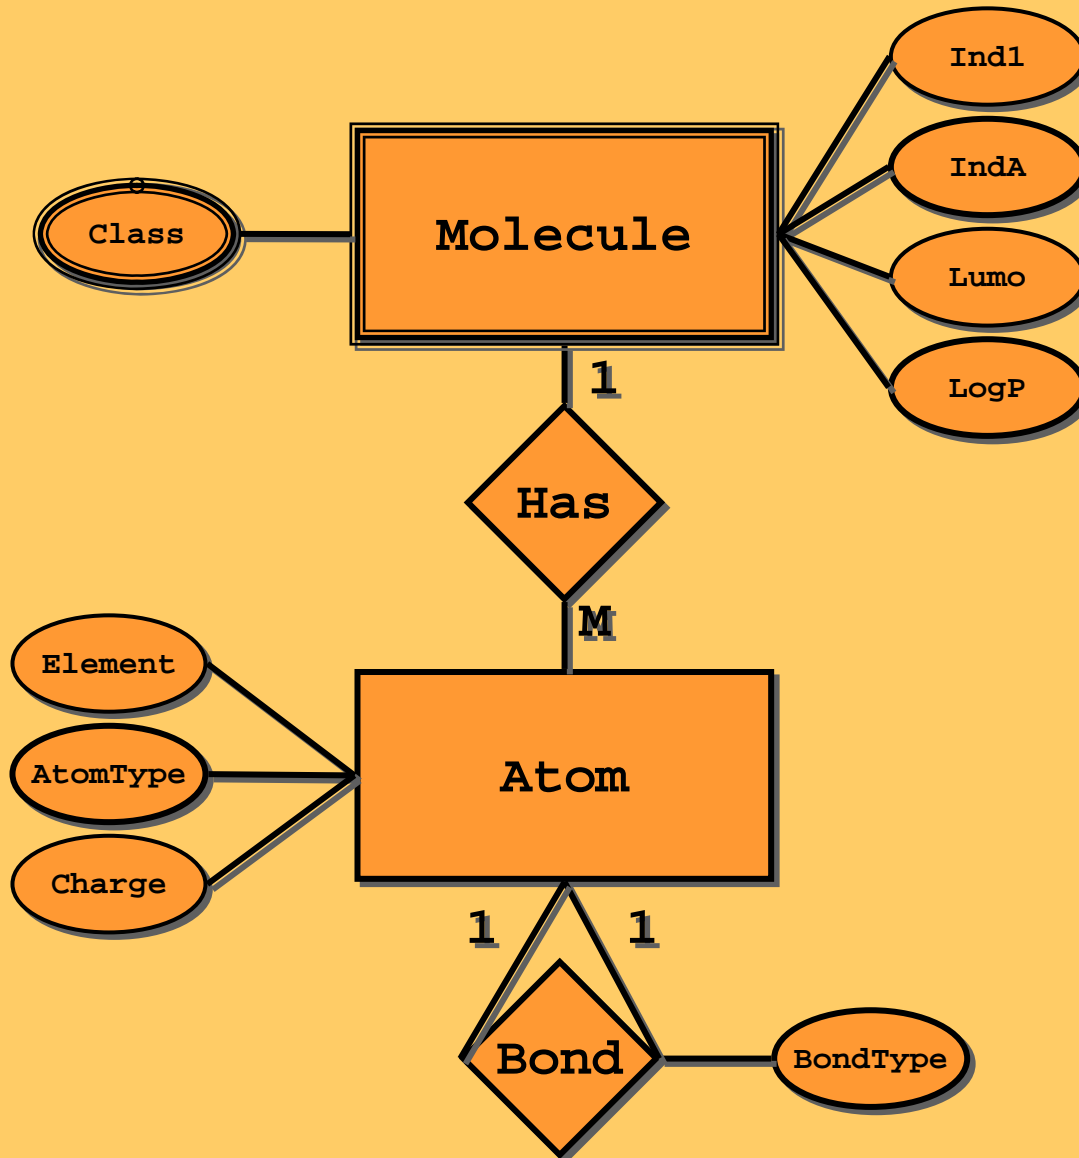 Ind1
IndA
Class
Molecule
Lumo
LogP
1
Has
M
Element
AtomType
Atom
Charge
1 1
Bond
BondType